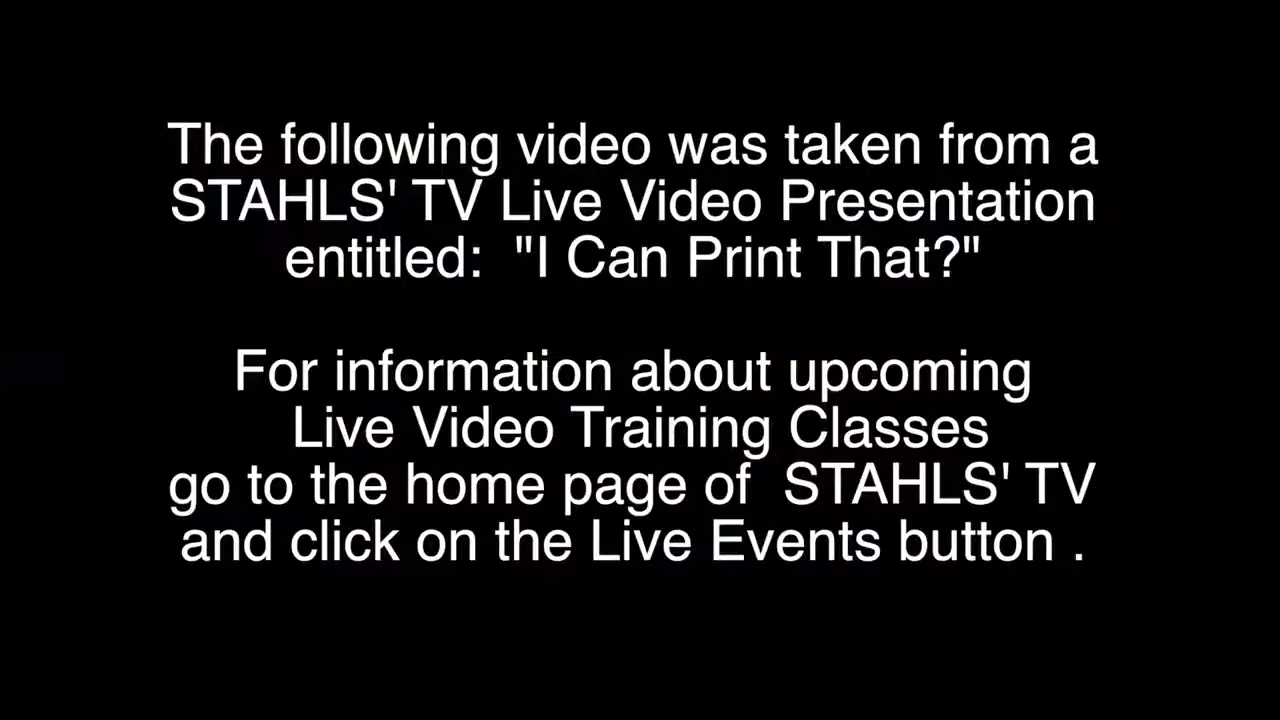 The following video was taken from a
STAHLS' TV Live Video Presentation
entitled:  "I Can Print That?"
For information about upcoming
Live Video Training Classes
go to the home page of  STAHLS' TV
and click on the Live Events button .